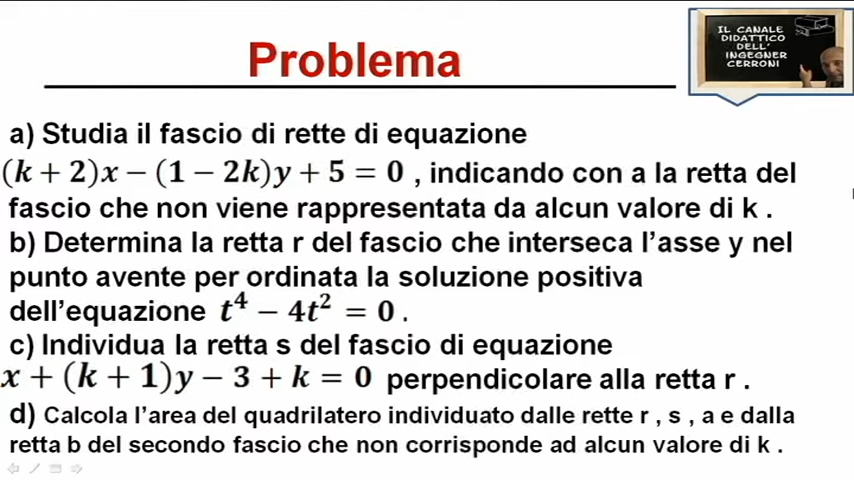 Problema
IL CANALE
DIDATTICO
DELL'
INGEGNER
CERRONI
a) Studia il fascio di rette di equazione
(k + 2)x − (1 − 2k)y + 5 = 0 , indicando con a la retta del
fascio che non viene rappresentata da alcun valore di k .
b) Determina la retta r del fascio che interseca l'asse y nel
punto avente per ordinata la soluzione positiva
dell'equazione t⁴ − 4t² = 0 .
c) Individua la retta s del fascio di equazione
x + (k + 1)y − 3 + k = 0 perpendicolare alla retta r .
d) Calcola l'area del quadrilatero individuato dalle rette r , s , a e dalla
retta b del secondo fascio che non corrisponde ad alcun valore di k .